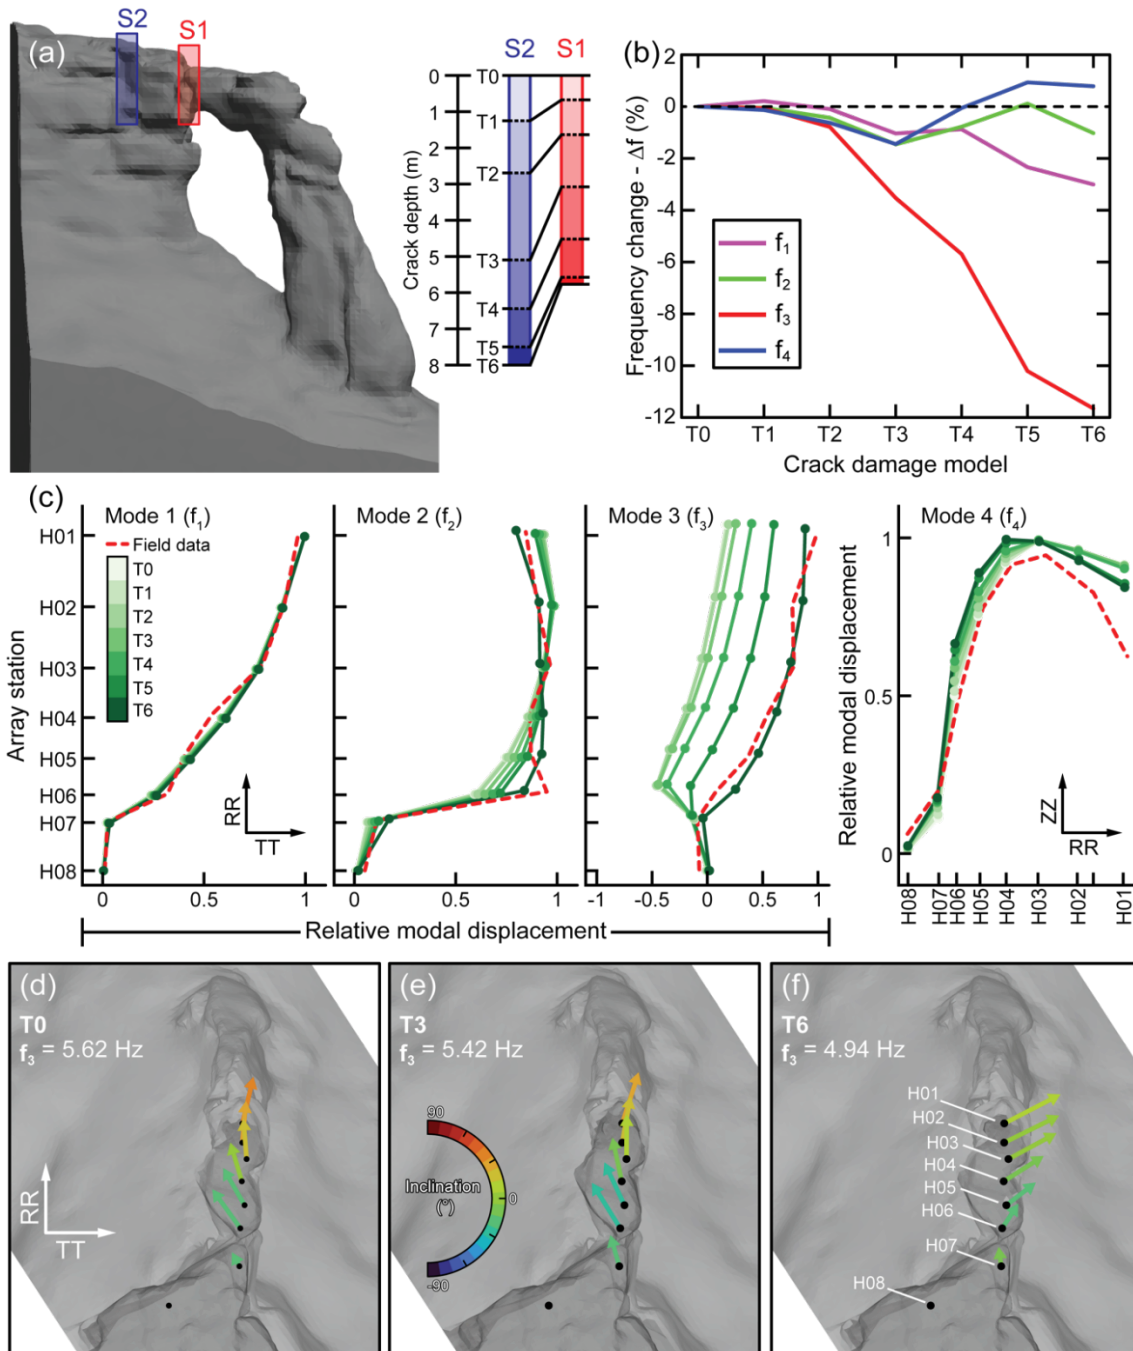 (a)
S2
S1
S2
S1
Crack depth (m)
0
1
2
3
4
5
6
7
8
T0
T1
T2
T3
T4
T5
T6
(b)
Frequency change - Δf (%)
4
2
0
-2
-4
-6
-8
-10
-12
f1
f2
f3
f4
T0
T1
T2
T3
T4
T5
T6
Crack damage model
(c)
Array station
H01
H02
H03
H04
H05
H06
H07
H08
Mode 1 (f1)
Field data
T0
T1
T2
T3
T4
T5
T6
RR
TT
0
0.5
1
Mode 2 (f2)
0
0.5
1
Mode 3 (f3)
-1
-0.5
0
0.5
1
Relative modal displacement
Mode 4 (f4)
Relative modal displacement
1
0.5
0
ZZ
RR
H08
H07
H06
H05
H04
H03
H02
H01
(d)
T0
f3 = 5.62 Hz
RR
TT
(e)
T3
f3 = 5.42 Hz
90
Inclination
(°)
0
-90
(f)
T6
f3 = 4.94 Hz
H01
H02
H03
H04
H05
H06
H07
H08